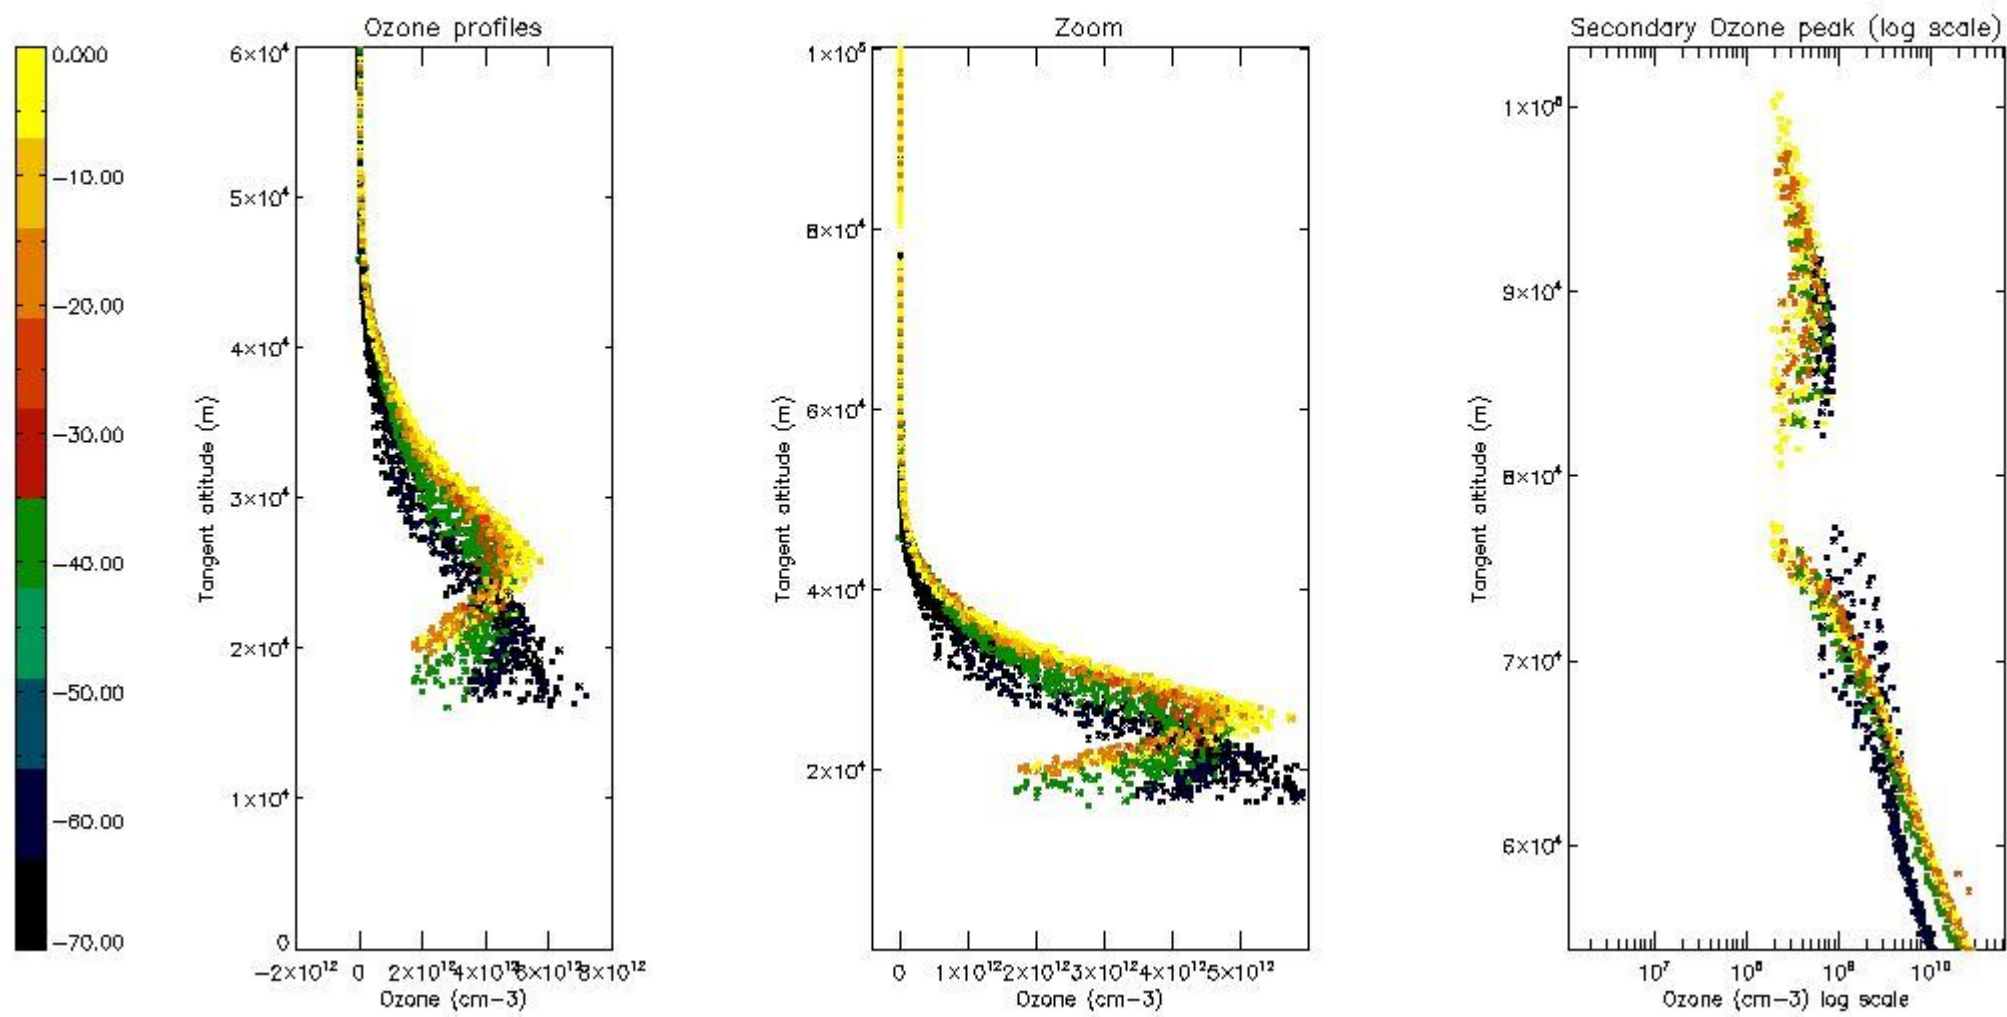 Ozone profiles
Zoom
Secondary Ozone peak (log scale)
0.000
−10.00
−20.00
−30.00
−40.00
−50.00
−60.00
−70.00
6×10⁴
5×10⁴
4×10⁴
3×10⁴
2×10⁴
1×10⁴
0
Tangent altitude (m)
−2×10¹² 0 2×10¹² 4×10¹² 6×10¹² 8×10¹²
Ozone (cm−3)
1×10⁵
8×10⁴
6×10⁴
4×10⁴
2×10⁴
Tangent altitude (m)
0 1×10¹² 2×10¹² 3×10¹² 4×10¹² 5×10¹²
Ozone (cm−3)
1×10⁵
9×10⁴
8×10⁴
7×10⁴
6×10⁴
Tangent altitude (m)
10⁷ 10⁸ 10⁹ 10¹⁰
Ozone (cm−3) log scale